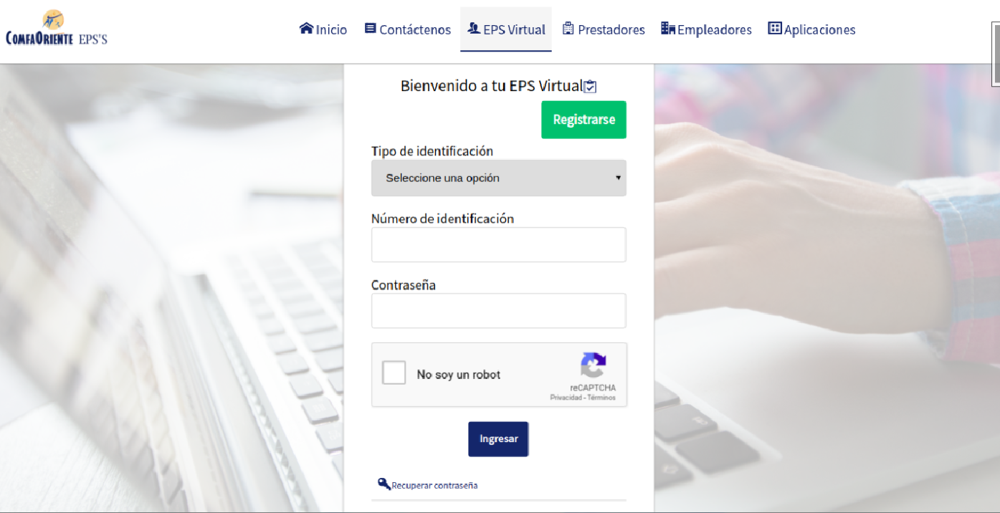 COMFAORIENTE EPS'S
Inicio Contáctenos EPS Virtual Prestadores Empleadores Aplicaciones
Bienvenido a tu EPS Virtual
Registrarse
Tipo de identificación
Seleccione una opción
Número de identificación
Contraseña
No soy un robot
reCAPTCHA
Privacidad - Términos
Ingresar
Recuperar contraseña